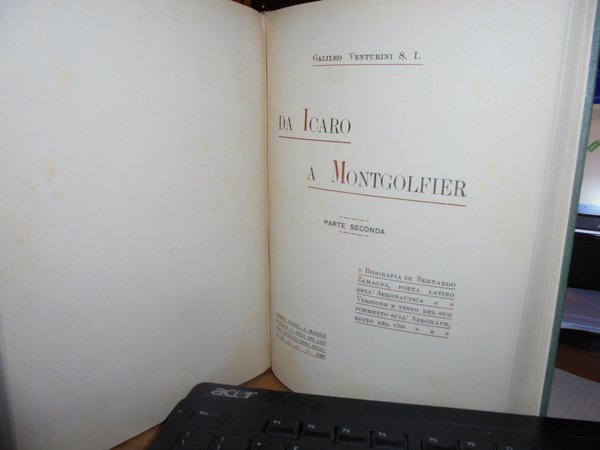 Galileo Venturini S. I.
DA ICARO
A MONTGOLFIER
PARTE SECONDA
Biografia di Bernardo
Zamagna, poeta latino
dell' Aeronautica
Versione e testo del suo
poemetto sull' Aeronave,
edito nel 1768
acer